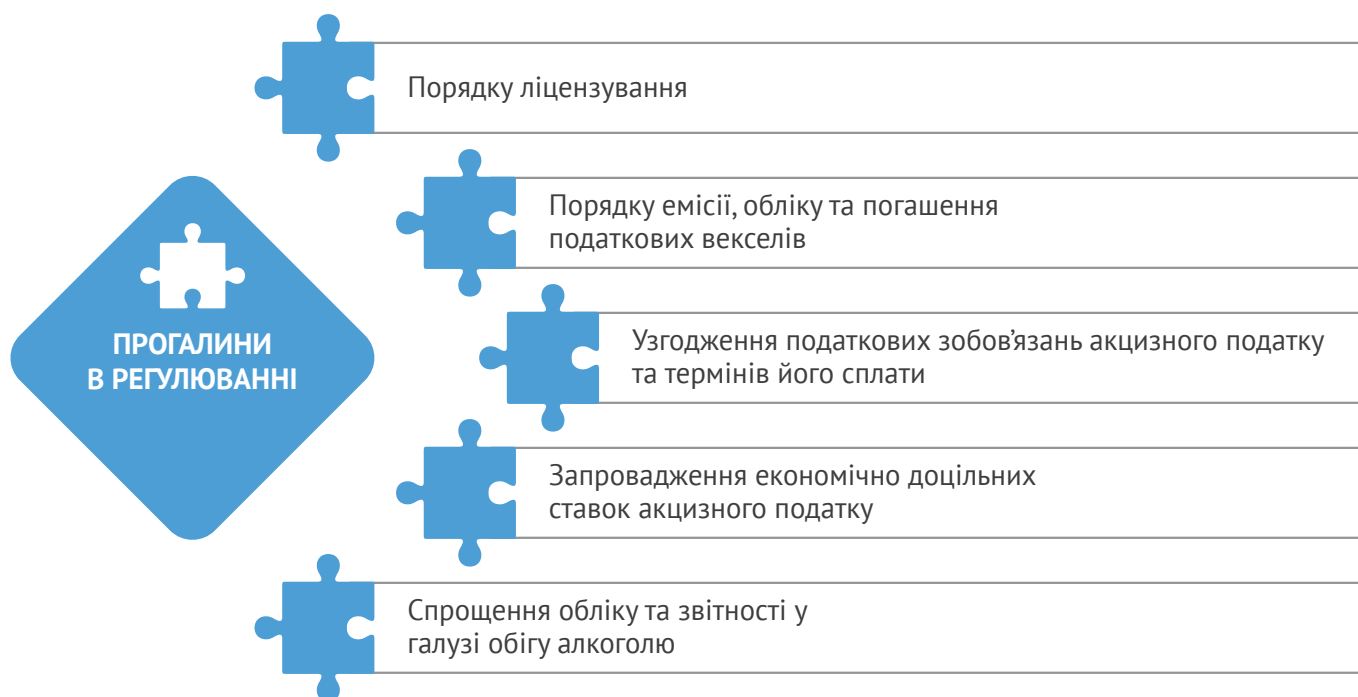 ПРОГАЛИНИ
В РЕГУЛЮВАННІ
Порядку ліцензування
Порядку емісії, обліку та погашення
податкових векселів
Узгодження податкових зобов’язань акцизного податку
та термінів його сплати
Запровадження економічно доцільних
ставок акцизного податку
Спрощення обліку та звітності у
галузі обігу алкоголю